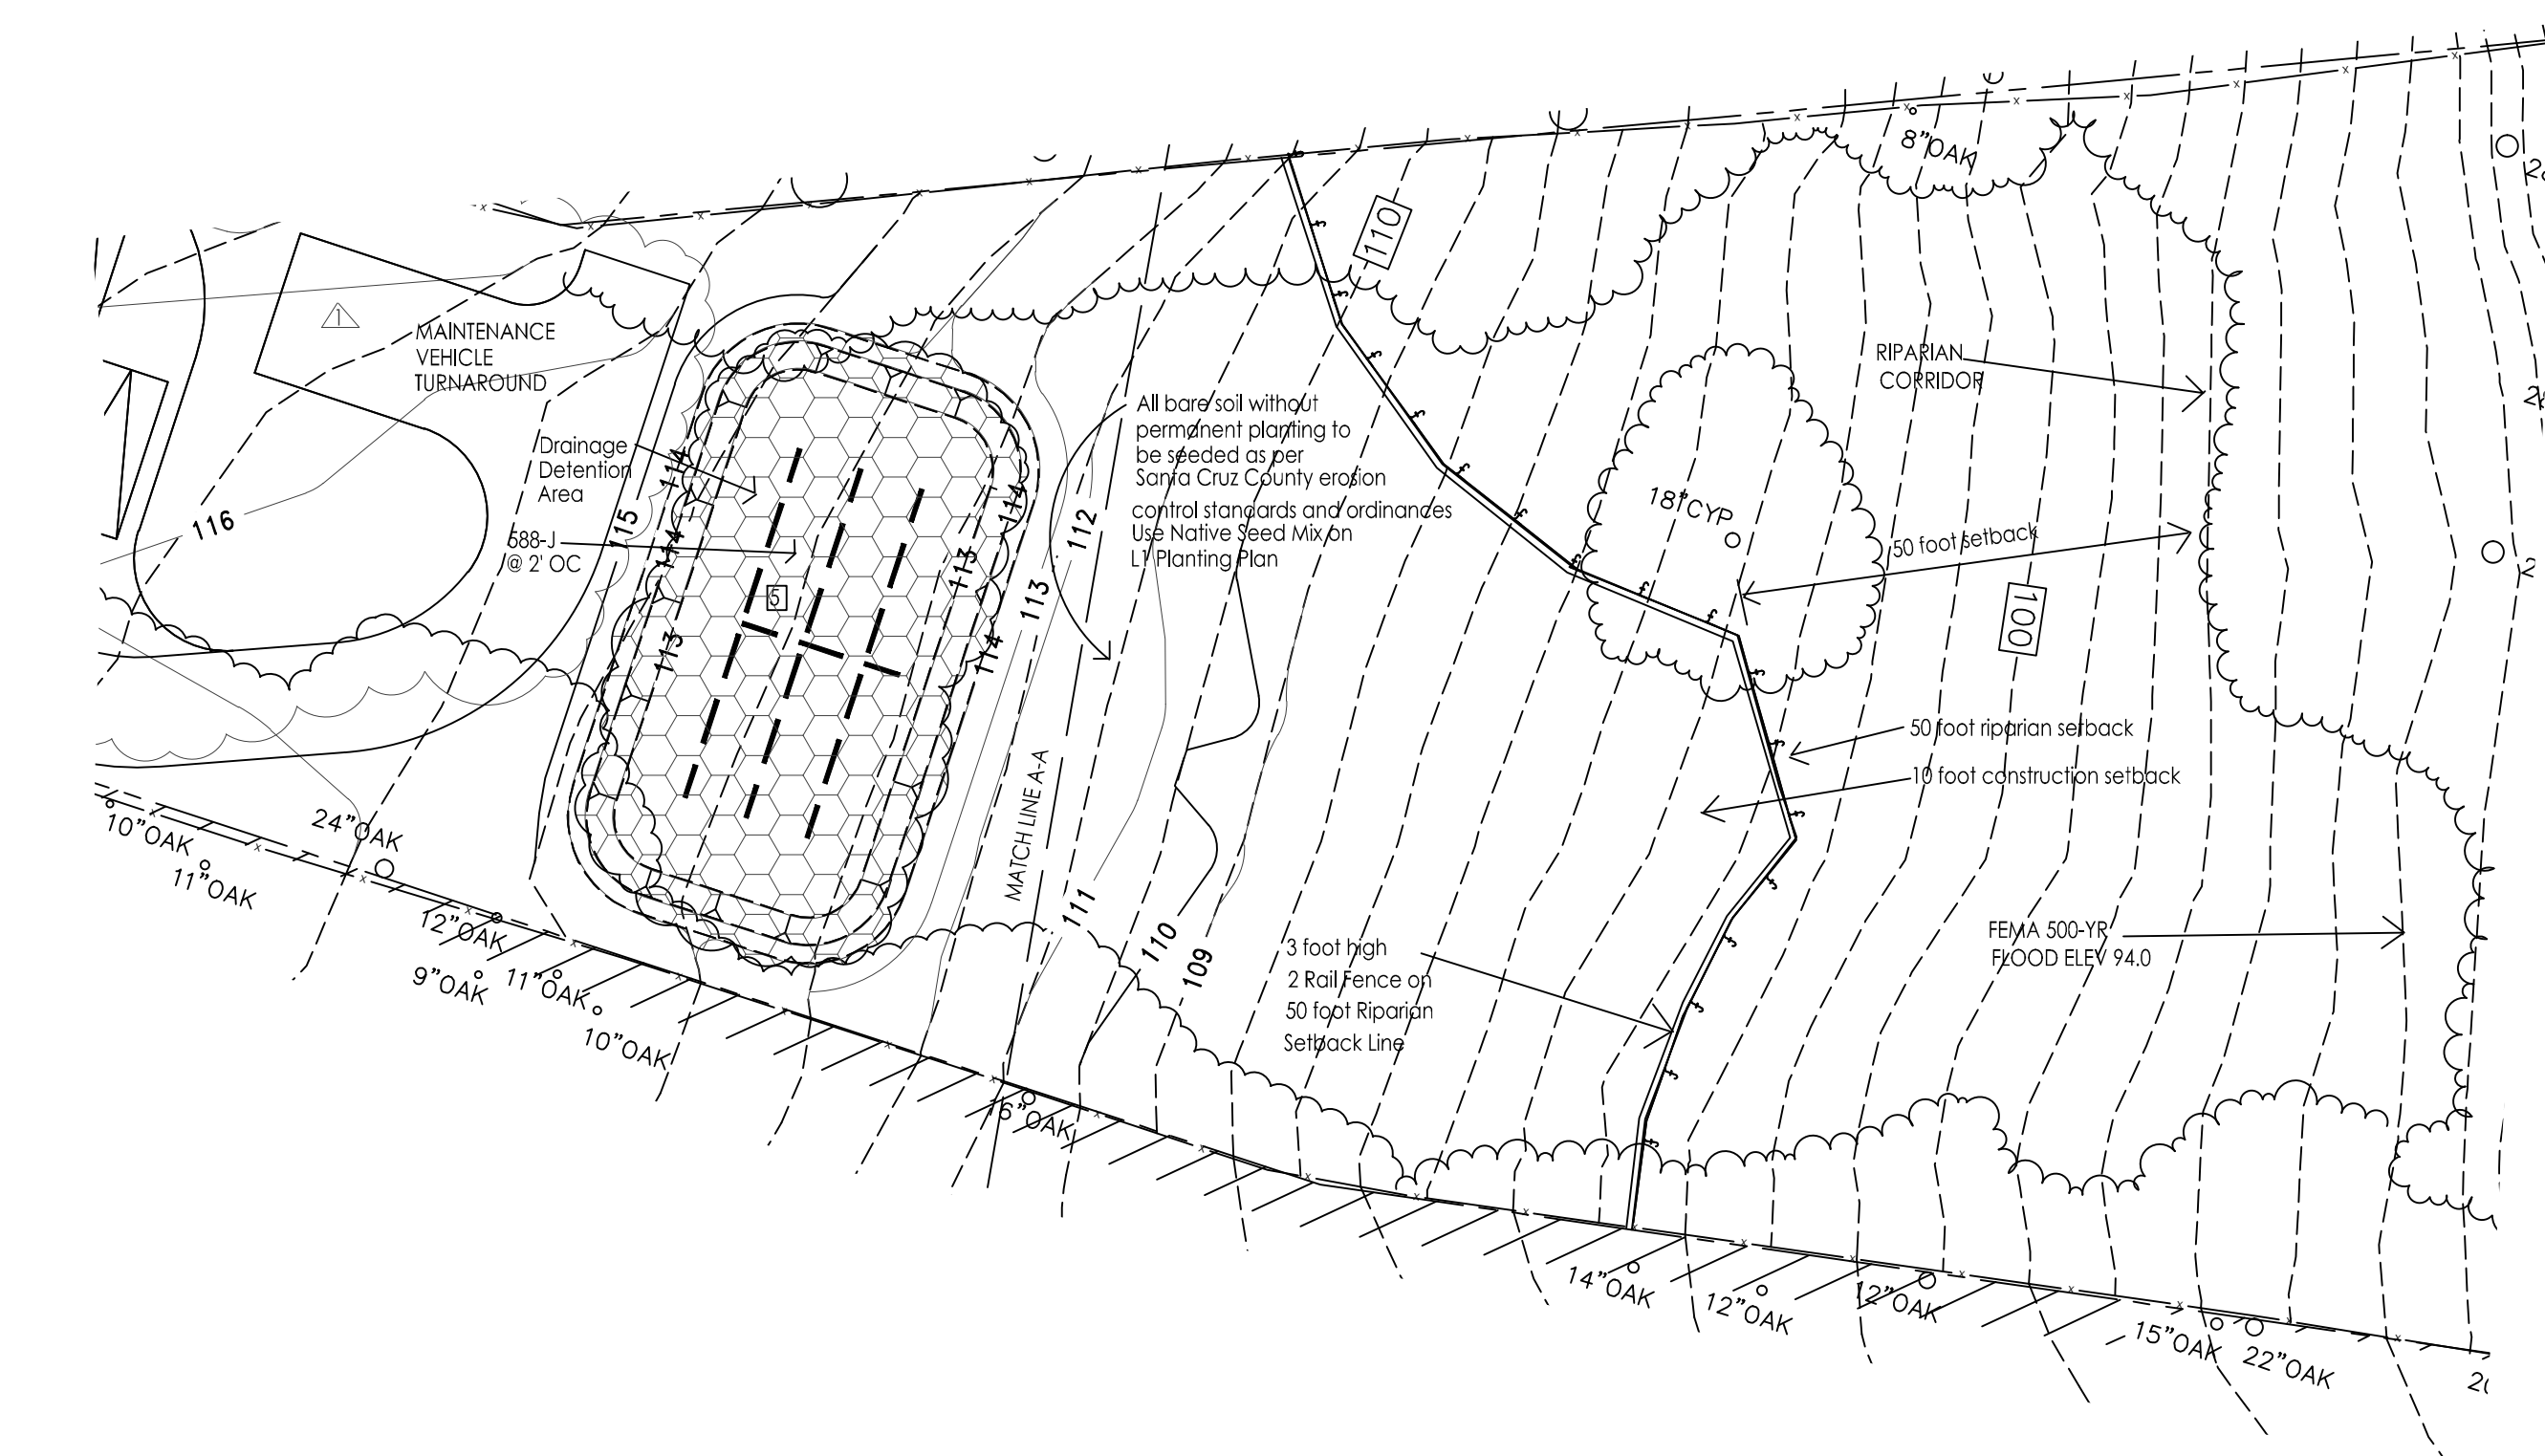 8"OAK
110
1
MAINTENANCE
VEHICLE
TURNAROUND
RIPARIAN
CORRIDOR
All bare soil without
permanent planting to
be seeded as per
Santa Cruz County erosion
control standards and ordinances
Use Native Seed Mix on
L1 Planting Plan
Drainage
Detention
Area
588-J
@ 2' OC
116
115
114
114
113
5
114
113
114
113
112
18"CYP
50 foot setback
100
50 foot riparian setback
10 foot construction setback
MATCH LINE A-A
111
110
109
3 foot high
2 Rail Fence on
50 foot Riparian
Setback Line
FEMA 500-YR
FLOOD ELEV 94.0
10"OAK
24"OAK
11"OAK
12"OAK
9"OAK
11"OAK
10"OAK
6"OAK
14"OAK
12"OAK
12"OAK
15"OAK
22"OAK